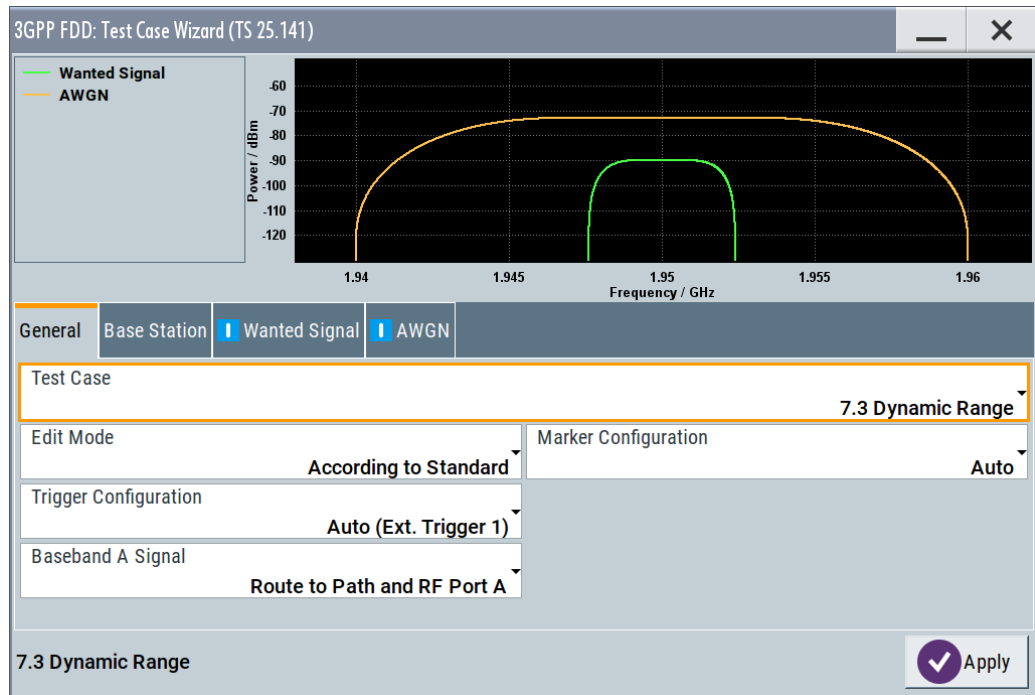 3GPP FDD: Test Case Wizard (TS 25.141)
Wanted Signal
AWGN
Power / dBm
-60
-70
-80
-90
-100
-110
-120
1.94 1.945 1.95 1.955 1.96
Frequency / GHz
General Base Station Wanted Signal AWGN
Test Case
7.3 Dynamic Range
Edit Mode
According to Standard
Marker Configuration
Auto
Trigger Configuration
Auto (Ext. Trigger 1)
Baseband A Signal
Route to Path and RF Port A
7.3 Dynamic Range
Apply